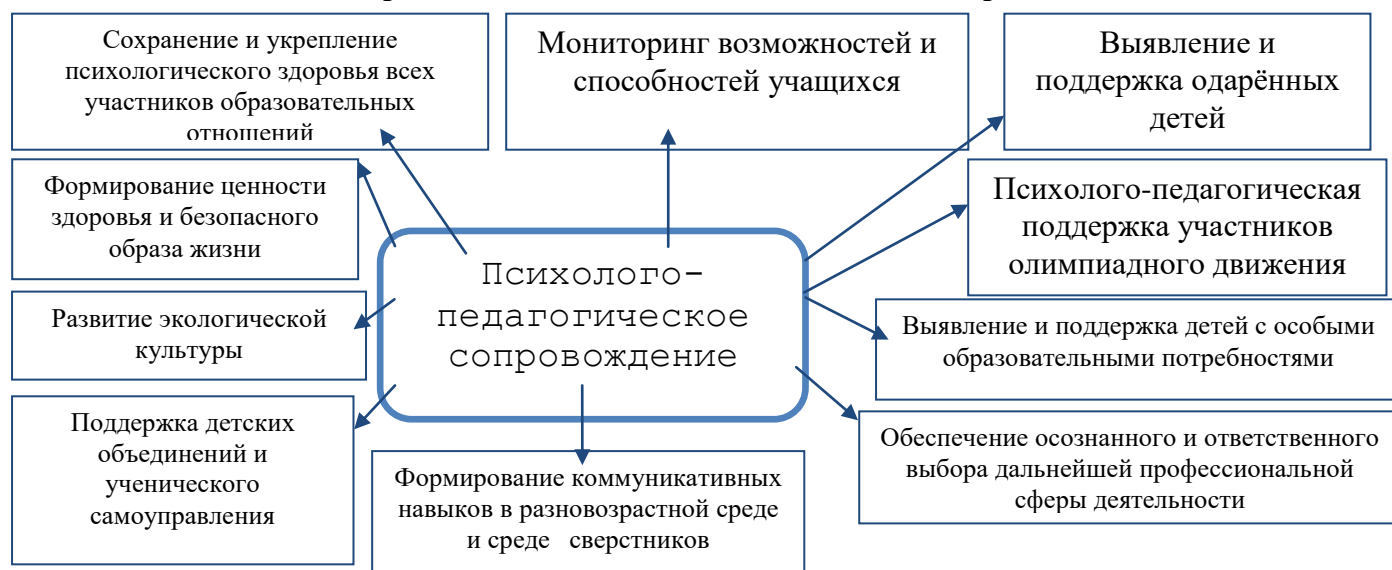 Сохранение и укрепление
психологического здоровья всех
участников образовательных
отношений
Мониторинг возможностей и
способностей учащихся
Выявление и
поддержка одарённых
детей
Формирование ценности
здоровья и безопасного
образа жизни
Психолого-педагогическая
поддержка участников
олимпиадного движения
Психолого-
педагогическое
сопровождение
Развитие экологической
культуры
Выявление и поддержка детей с особыми
образовательными потребностями
Поддержка детских
объединений и
ученического
самоуправления
Обеспечение осознанного и ответственного
выбора дальнейшей профессиональной
сферы деятельности
Формирование коммуникативных
навыков в разновозрастной среде
и среде сверстников